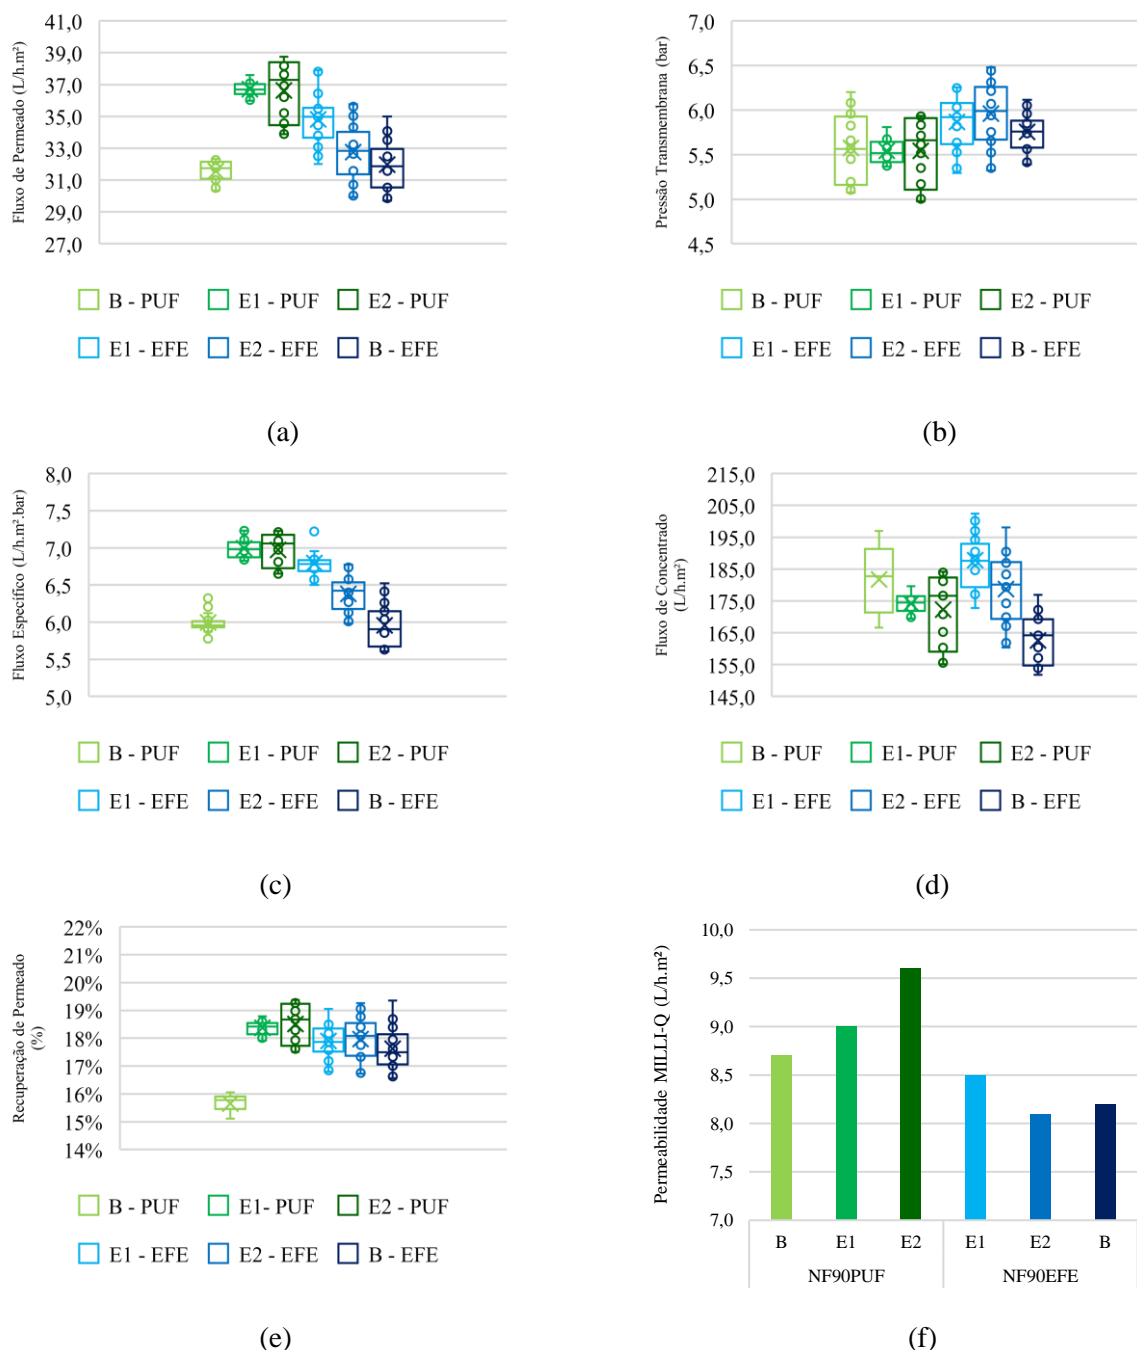 Fluxo de Permeado (L/h.m²)
41,0
39,0
37,0
35,0
33,0
31,0
29,0
27,0
B - PUF E1 - PUF E2 - PUF
E1 - EFE E2 - EFE B - EFE
(a)
Pressão Transmembrana (bar)
7,0
6,5
6,0
5,5
5,0
4,5
B - PUF E1 - PUF E2 - PUF
E1 - EFE E2 - EFE B - EFE
(b)
Fluxo Específico (L/h.m².bar)
8,0
7,5
7,0
6,5
6,0
5,5
5,0
B - PUF E1 - PUF E2 - PUF
E1 - EFE E2 - EFE B - EFE
(c)
Fluxo de Concentrado
(L/h.m²)
215,0
205,0
195,0
185,0
175,0
165,0
155,0
145,0
B - PUF E1- PUF E2 - PUF
E1 - EFE E2 - EFE B - EFE
(d)
Recuperação de Permeado
(%)
22%
21%
20%
19%
18%
17%
16%
15%
14%
B - PUF E1- PUF E2 - PUF
E1 - EFE E2 - EFE B - EFE
(e)
Permeabilidade MILLI-Q (L/h.m²)
10,0
9,5
9,0
8,5
8,0
7,5
7,0
B E1 E2 E1 E2 B
NF90PUF NF90EFE
(f)